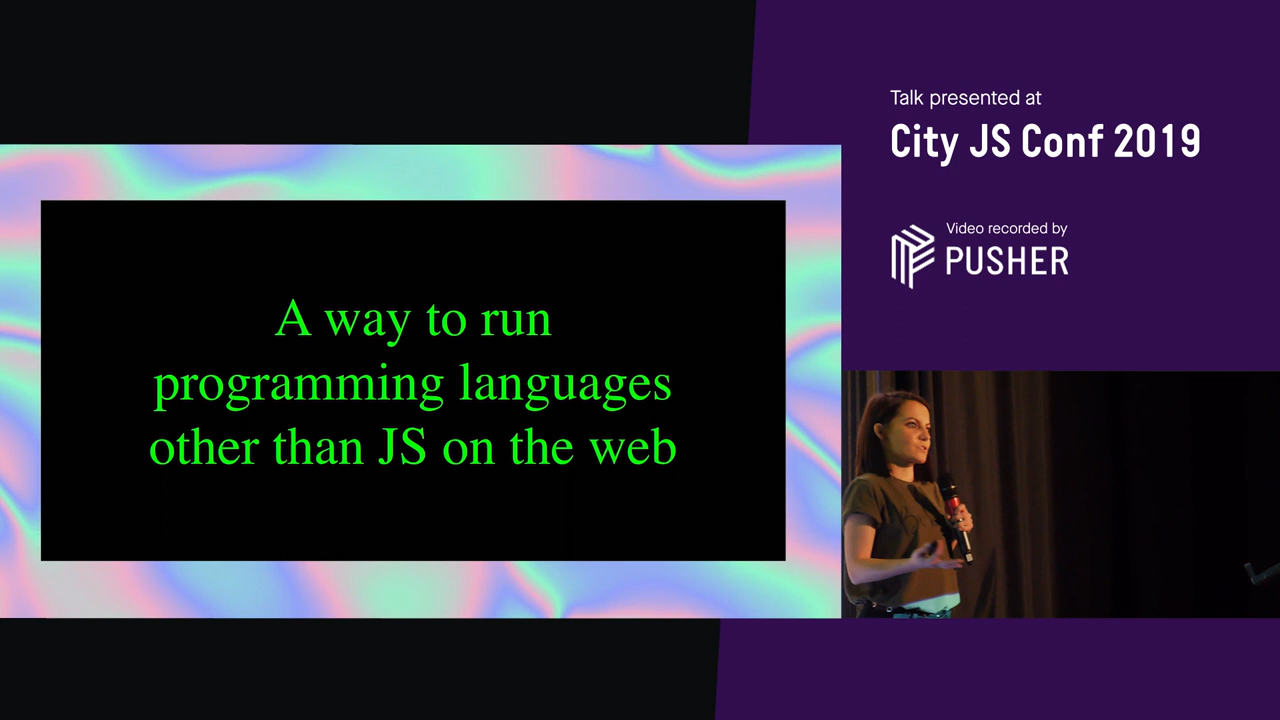 A way to run
programming languages
other than JS on the web
Talk presented at
City JS Conf 2019
Video recorded by
PUSHER